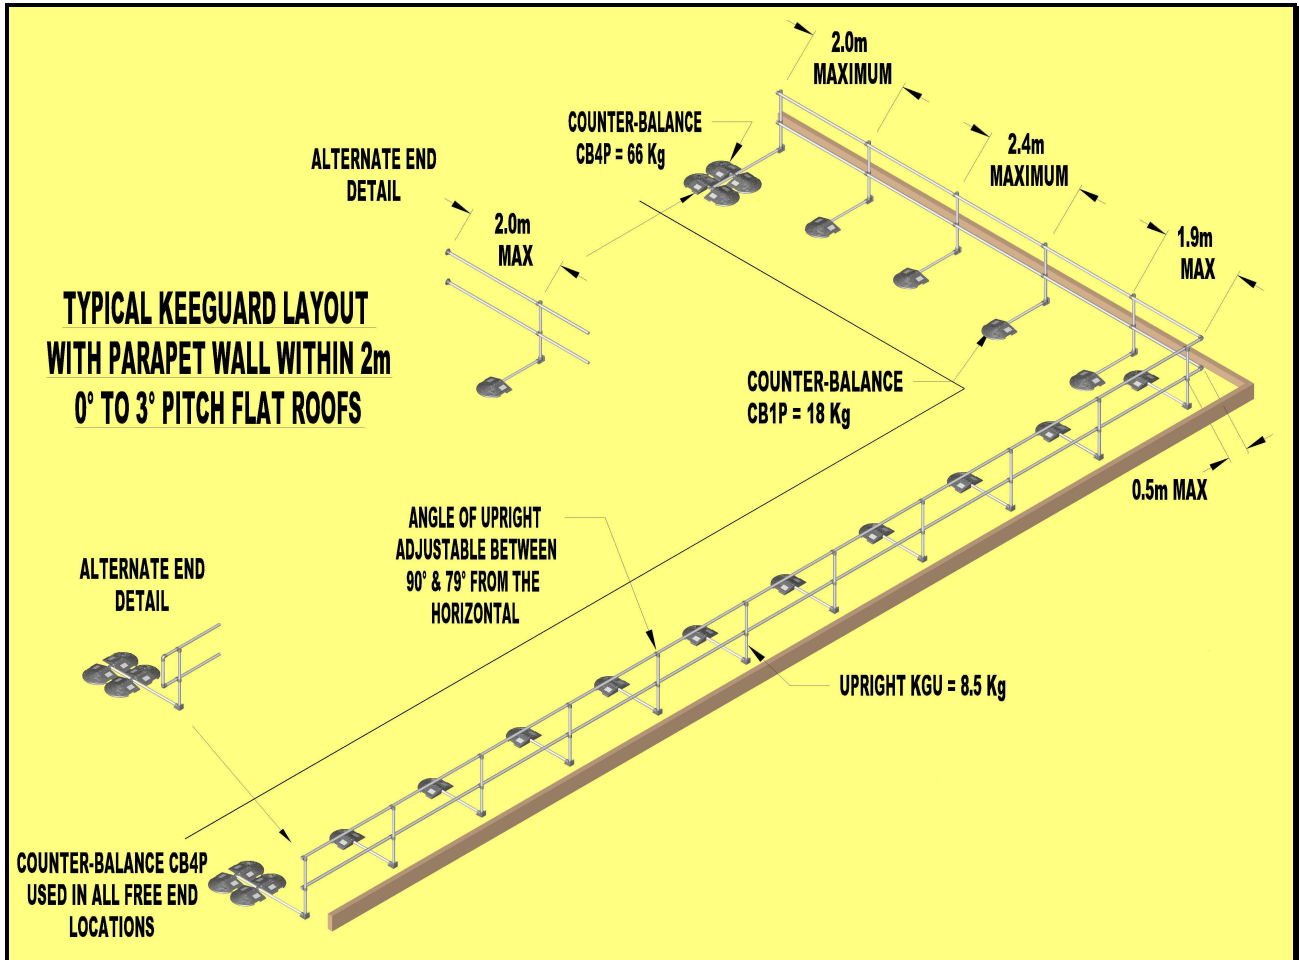 2.0m
MAXIMUM
COUNTER-BALANCE
CB4P = 66 Kg
2.4m
MAXIMUM
ALTERNATE END
DETAIL
2.0m
MAX
1.9m
MAX
TYPICAL KEEGUARD LAYOUT
WITH PARAPET WALL WITHIN 2m
0° TO 3° PITCH FLAT ROOFS
COUNTER-BALANCE
CB1P = 18 Kg
0.5m MAX
ANGLE OF UPRIGHT
ADJUSTABLE BETWEEN
90° & 79° FROM THE
HORIZONTAL
ALTERNATE END
DETAIL
UPRIGHT KGU = 8.5 Kg
COUNTER-BALANCE CB4P
USED IN ALL FREE END
LOCATIONS